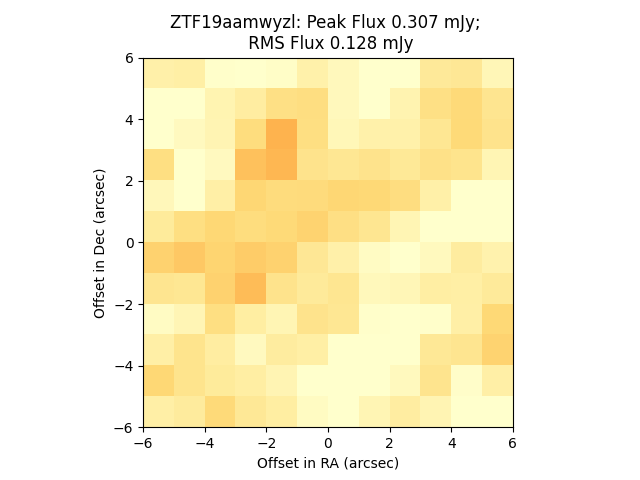 ZTF19aamwyzl: Peak Flux 0.307 mJy;
RMS Flux 0.128 mJy
6
4
2
0
−2
−4
−6
Offset in Dec (arcsec)
−6 −4 −2 0 2 4 6
Offset in RA (arcsec)